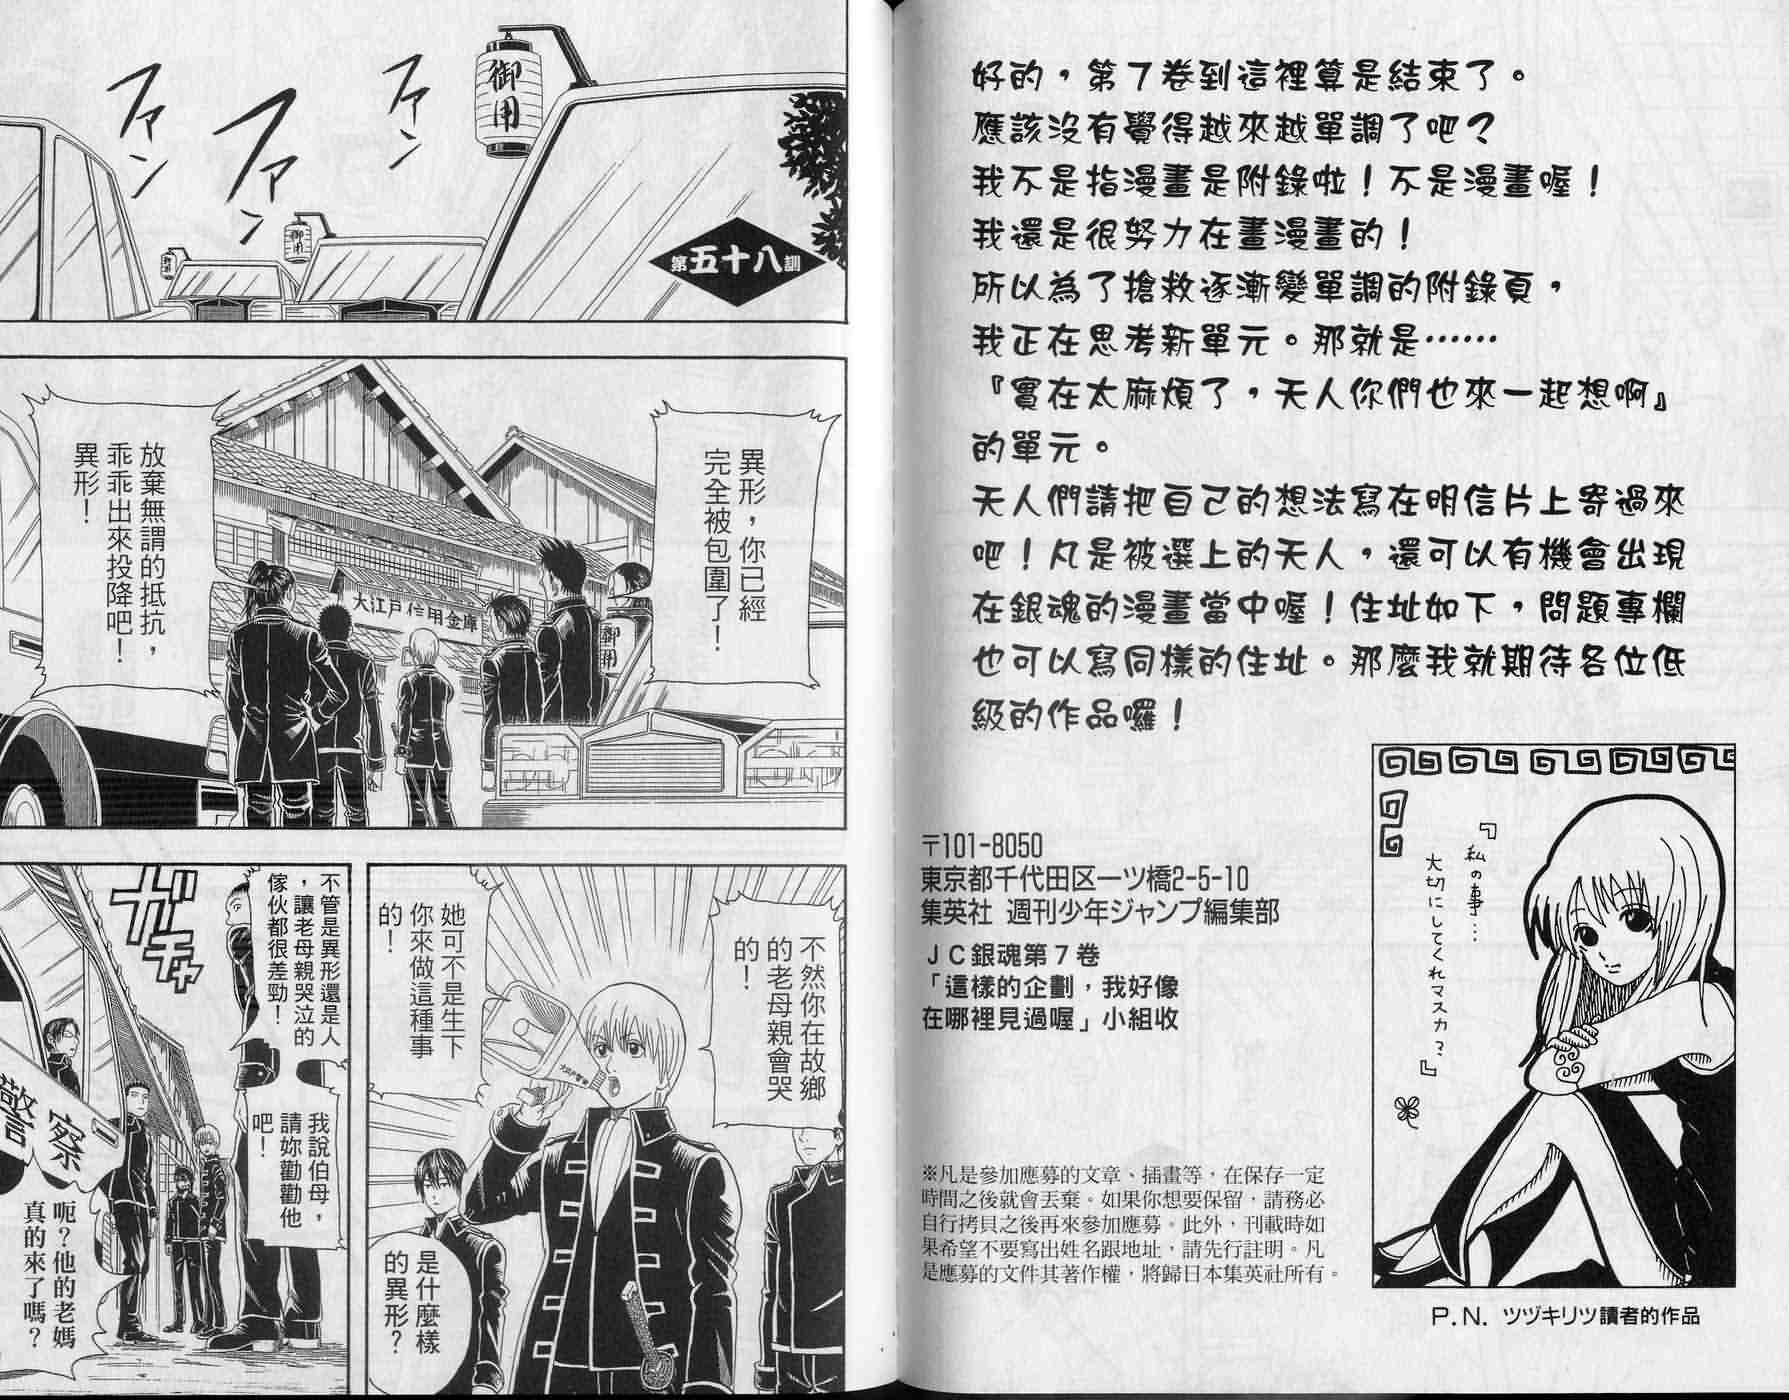 好的，第７卷到這裡算是結束了。
應該沒有覺得越來越單調了吧？
我不是指漫畫是附錄啦！不是漫畫喔！
我還是很努力在畫漫畫的！
所以為了搶救逐漸變單調的附錄頁，
我正在思考新單元。那就是……
『實在太麻煩了，天人你們也來一起想啊』
的單元。
天人們請把自己的想法寫在明信片上寄過來
吧！凡是被選上的天人，還可以有機會出現
在銀魂的漫畫當中喔！住址如下，問題專欄
也可以寫同樣的住址。那麼我就期待各位低
級的作品囉！
『私の事…
大切にしてくれマスカ？
』
〒101-8050
東京都千代田区一ツ橋2-5-10
集英社 週刊少年ジャンプ編集部
ＪＣ銀魂第７卷
「這樣的企劃，我好像
在哪裡見過喔」小組收
※凡是參加應募的文章、插畫等，在保存一定
時間之後就會丟棄。如果你想要保留，請務必
自行拷貝之後再來參加應募。此外，刊載時如
果希望不要寫出姓名跟地址，請先行註明。凡
是應募的文件其著作權，將歸日本集英社所有。
P.N. ツヅキリツ讀者的作品
第五十八訓
御用
ファン
ファン
ファン
御用
御用
異形，你已經
完全被包圍了！
大江戸信用金庫
御用
放棄無謂的抵抗，
乖乖出來投降吧！
異形！
不然你在故鄉
的老母親會哭
的！
她可不是生下
你來做這種事
的！
大江戸警察
是什麼樣
的異形？
不管是異形還是人
，讓老母親哭泣的
傢伙都很差勁！
ガチャ
我說伯母，
請妳勸勸他
吧！
警察
呃？他的老媽
真的來了嗎？